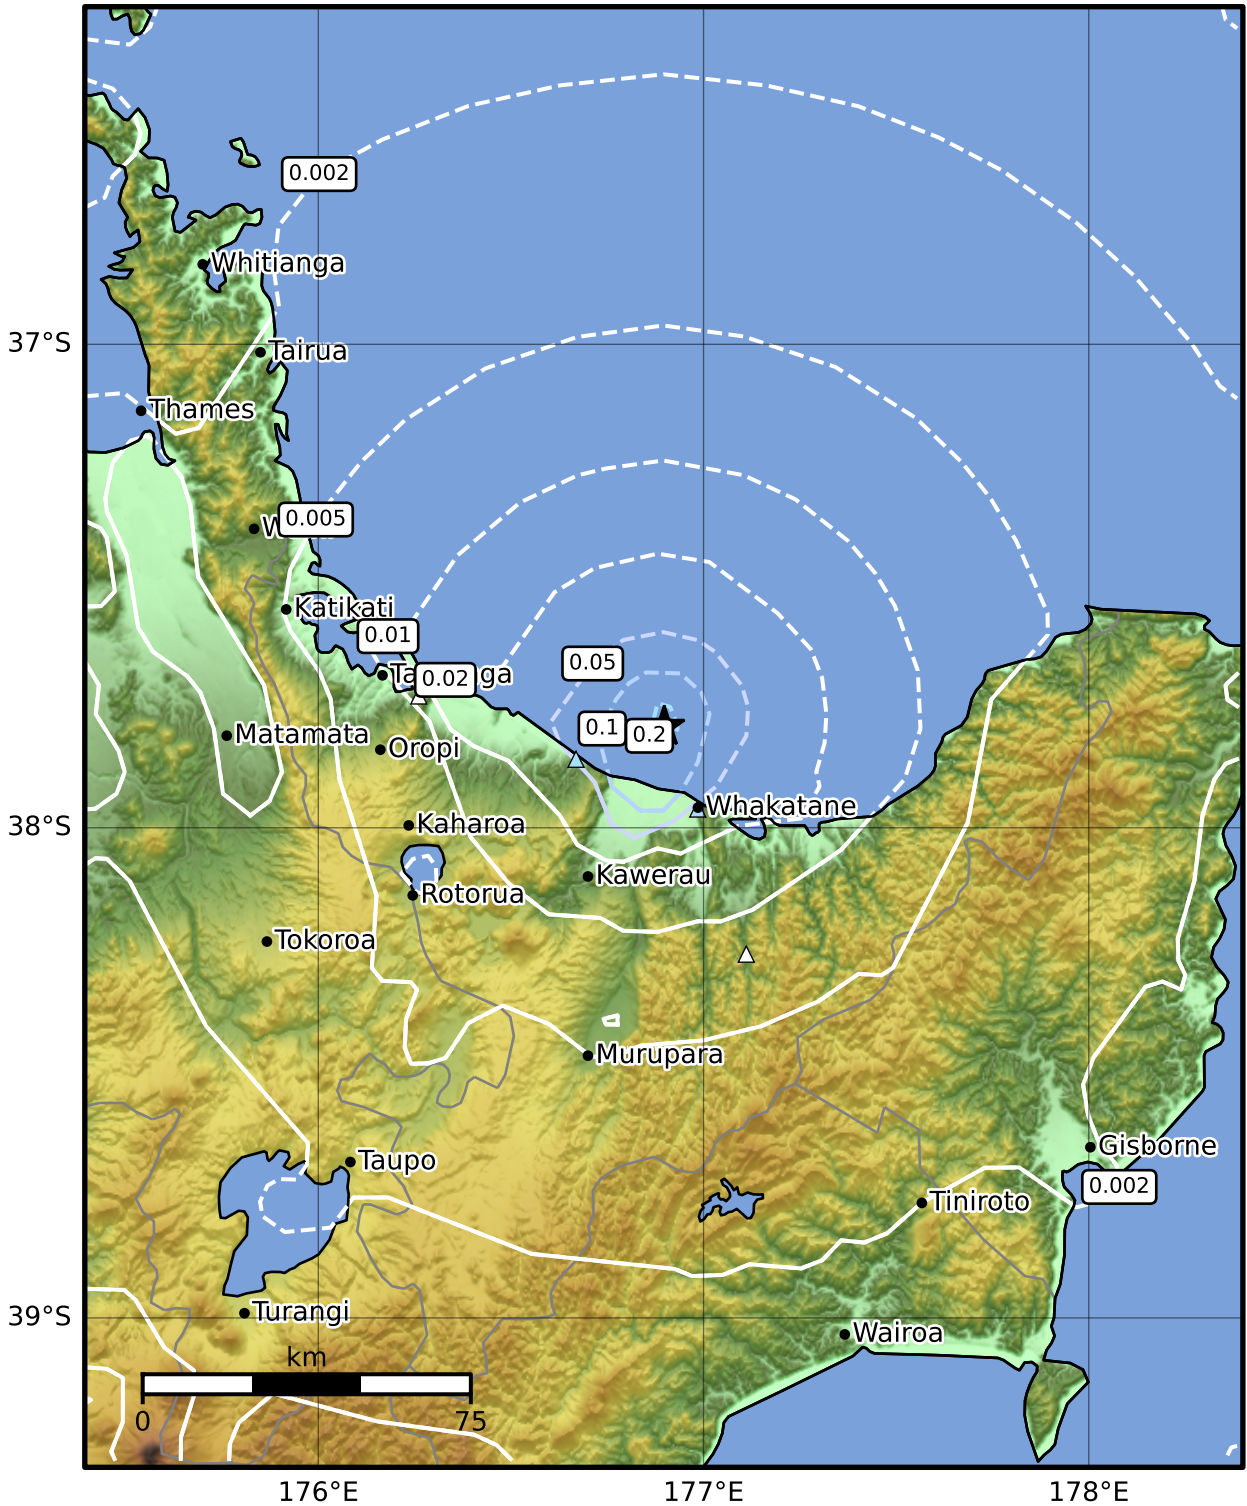 0.002
Whitianga
37°S
Tairua
Thames
0.005
Katikati
0.01
0.05
0.02
0.1
0.2
Matamata
Oropi
Whakatane
38°S
Kaharoa
Kawerau
Rotorua
Tokoroa
Murupara
Gisborne
Taupo
0.002
Tiniroto
39°S
Turangi
Wairoa
km
0
75
176°E
177°E
178°E